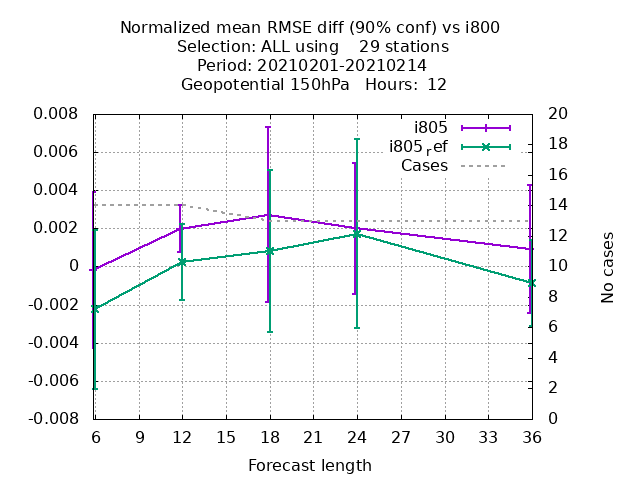 Normalized mean RMSE diff (90% conf) vs i800
Selection: ALL using    29 stations
Period: 20210201-20210214
Geopotential 150hPa   Hours:  12
i805
i805ref
Cases
0.008
0.006
0.004
0.002
0
-0.002
-0.004
-0.006
-0.008
20
18
16
14
12
10
8
6
4
2
0
No cases
6 9 12 15 18 21 24 27 30 33 36
Forecast length